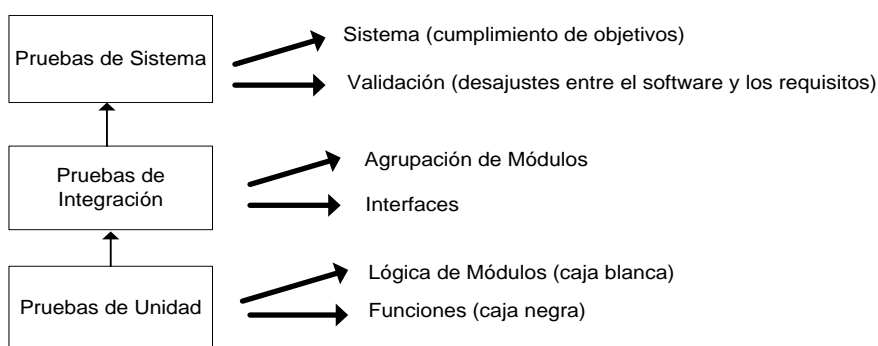 Pruebas de Sistema
Sistema (cumplimiento de objetivos)
Validación (desajustes entre el software y los requisitos)
Pruebas de
Integración
Agrupación de Módulos
Interfaces
Pruebas de Unidad
Lógica de Módulos (caja blanca)
Funciones (caja negra)